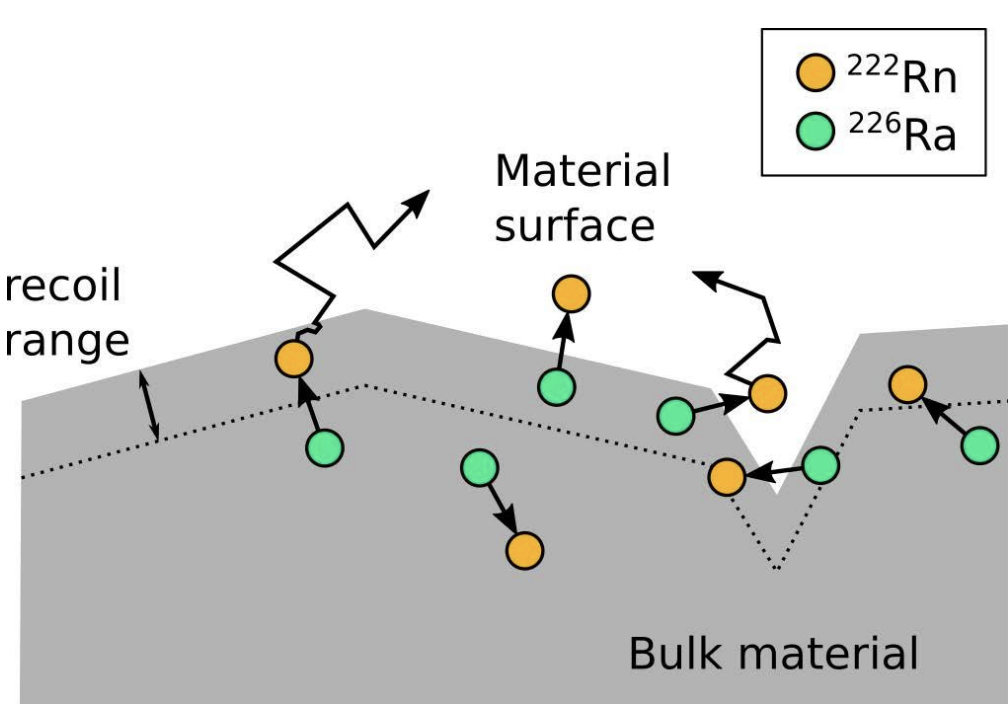 ²²²Rn
²²⁶Ra
Material
surface
recoil
range
Bulk material